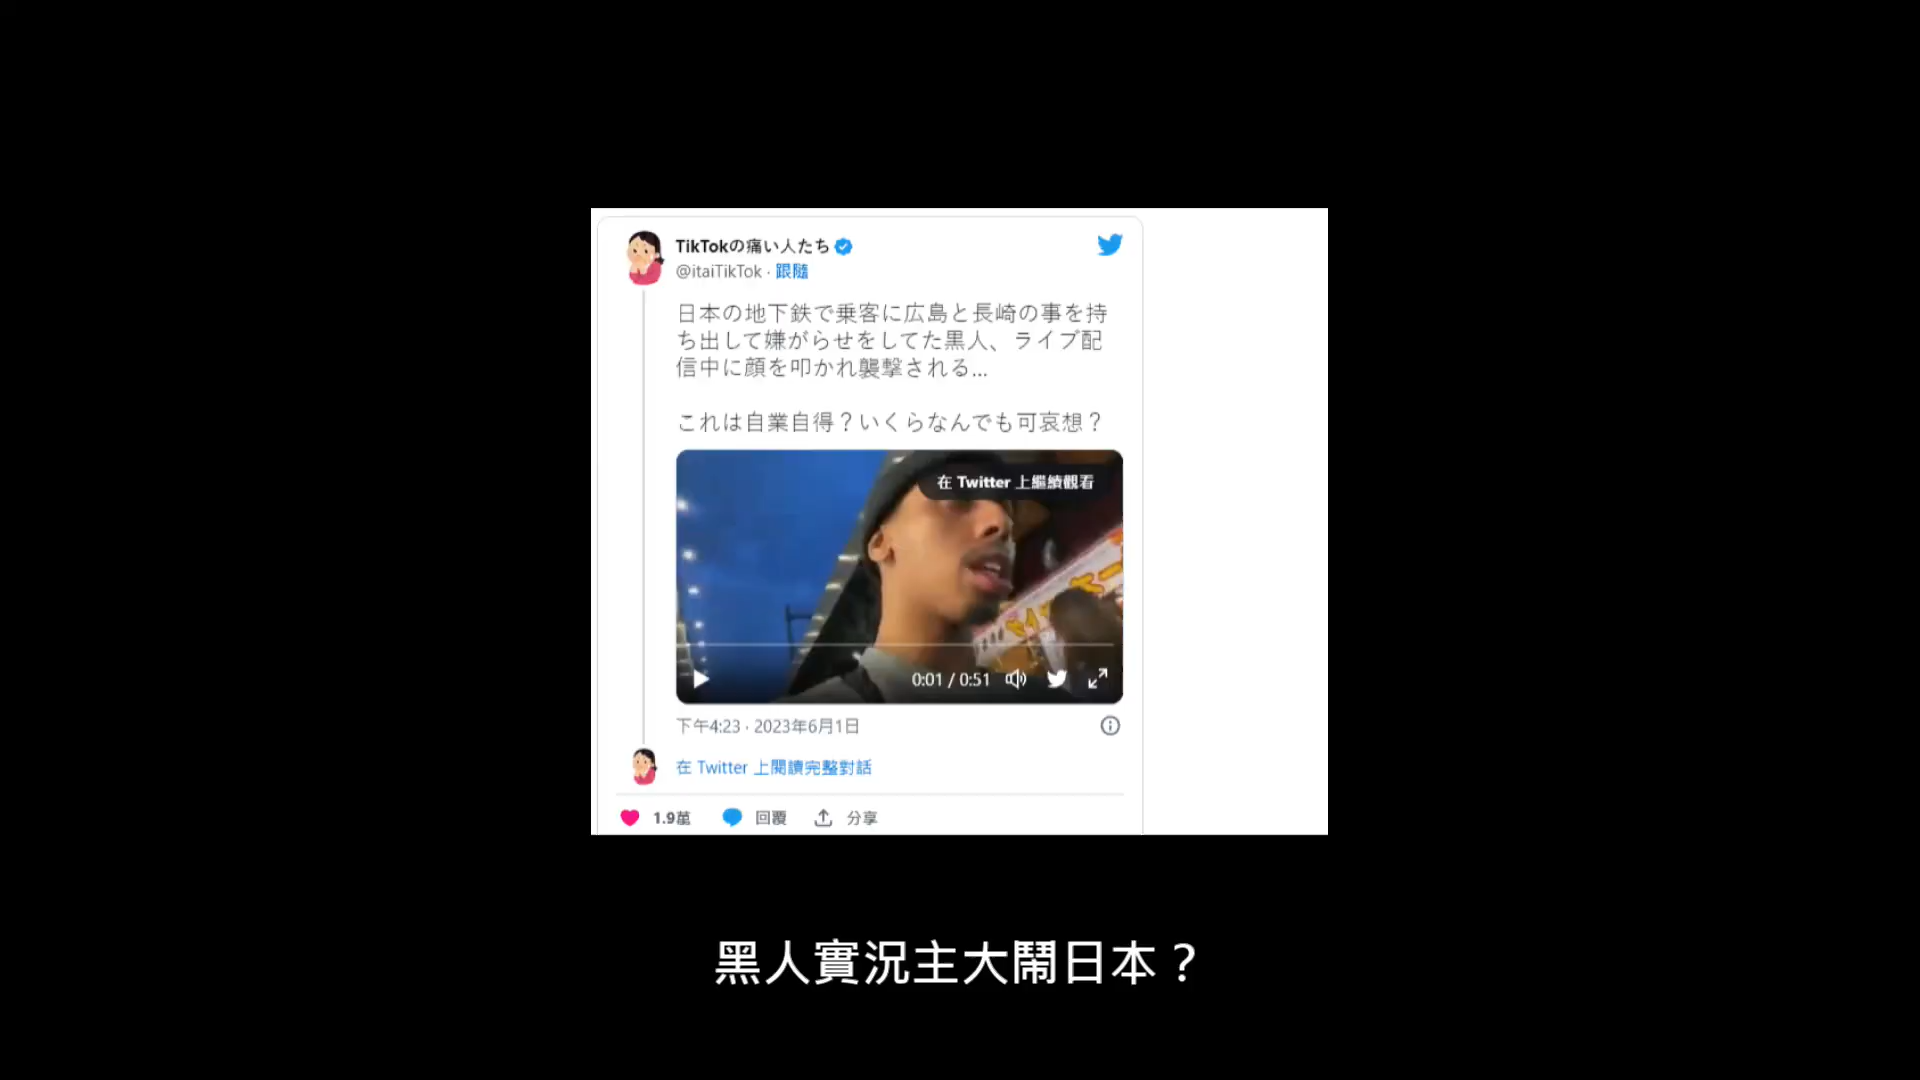 TikTokの痛い人たち
@itaiTikTok · 跟隨
日本の地下鉄で乗客に広島と長崎の事を持
ち出して嫌がらせをしてた黒人、ライブ配
信中に顔を叩かれ襲撃される...
これは自業自得？いくらなんでも可哀想？
在 Twitter 上繼續觀看
0:01 / 0:51
下午4:23 · 2023年6月1日
在 Twitter 上閱讀完整對話
1.9萬 回覆 分享
黑人實況主大鬧日本？